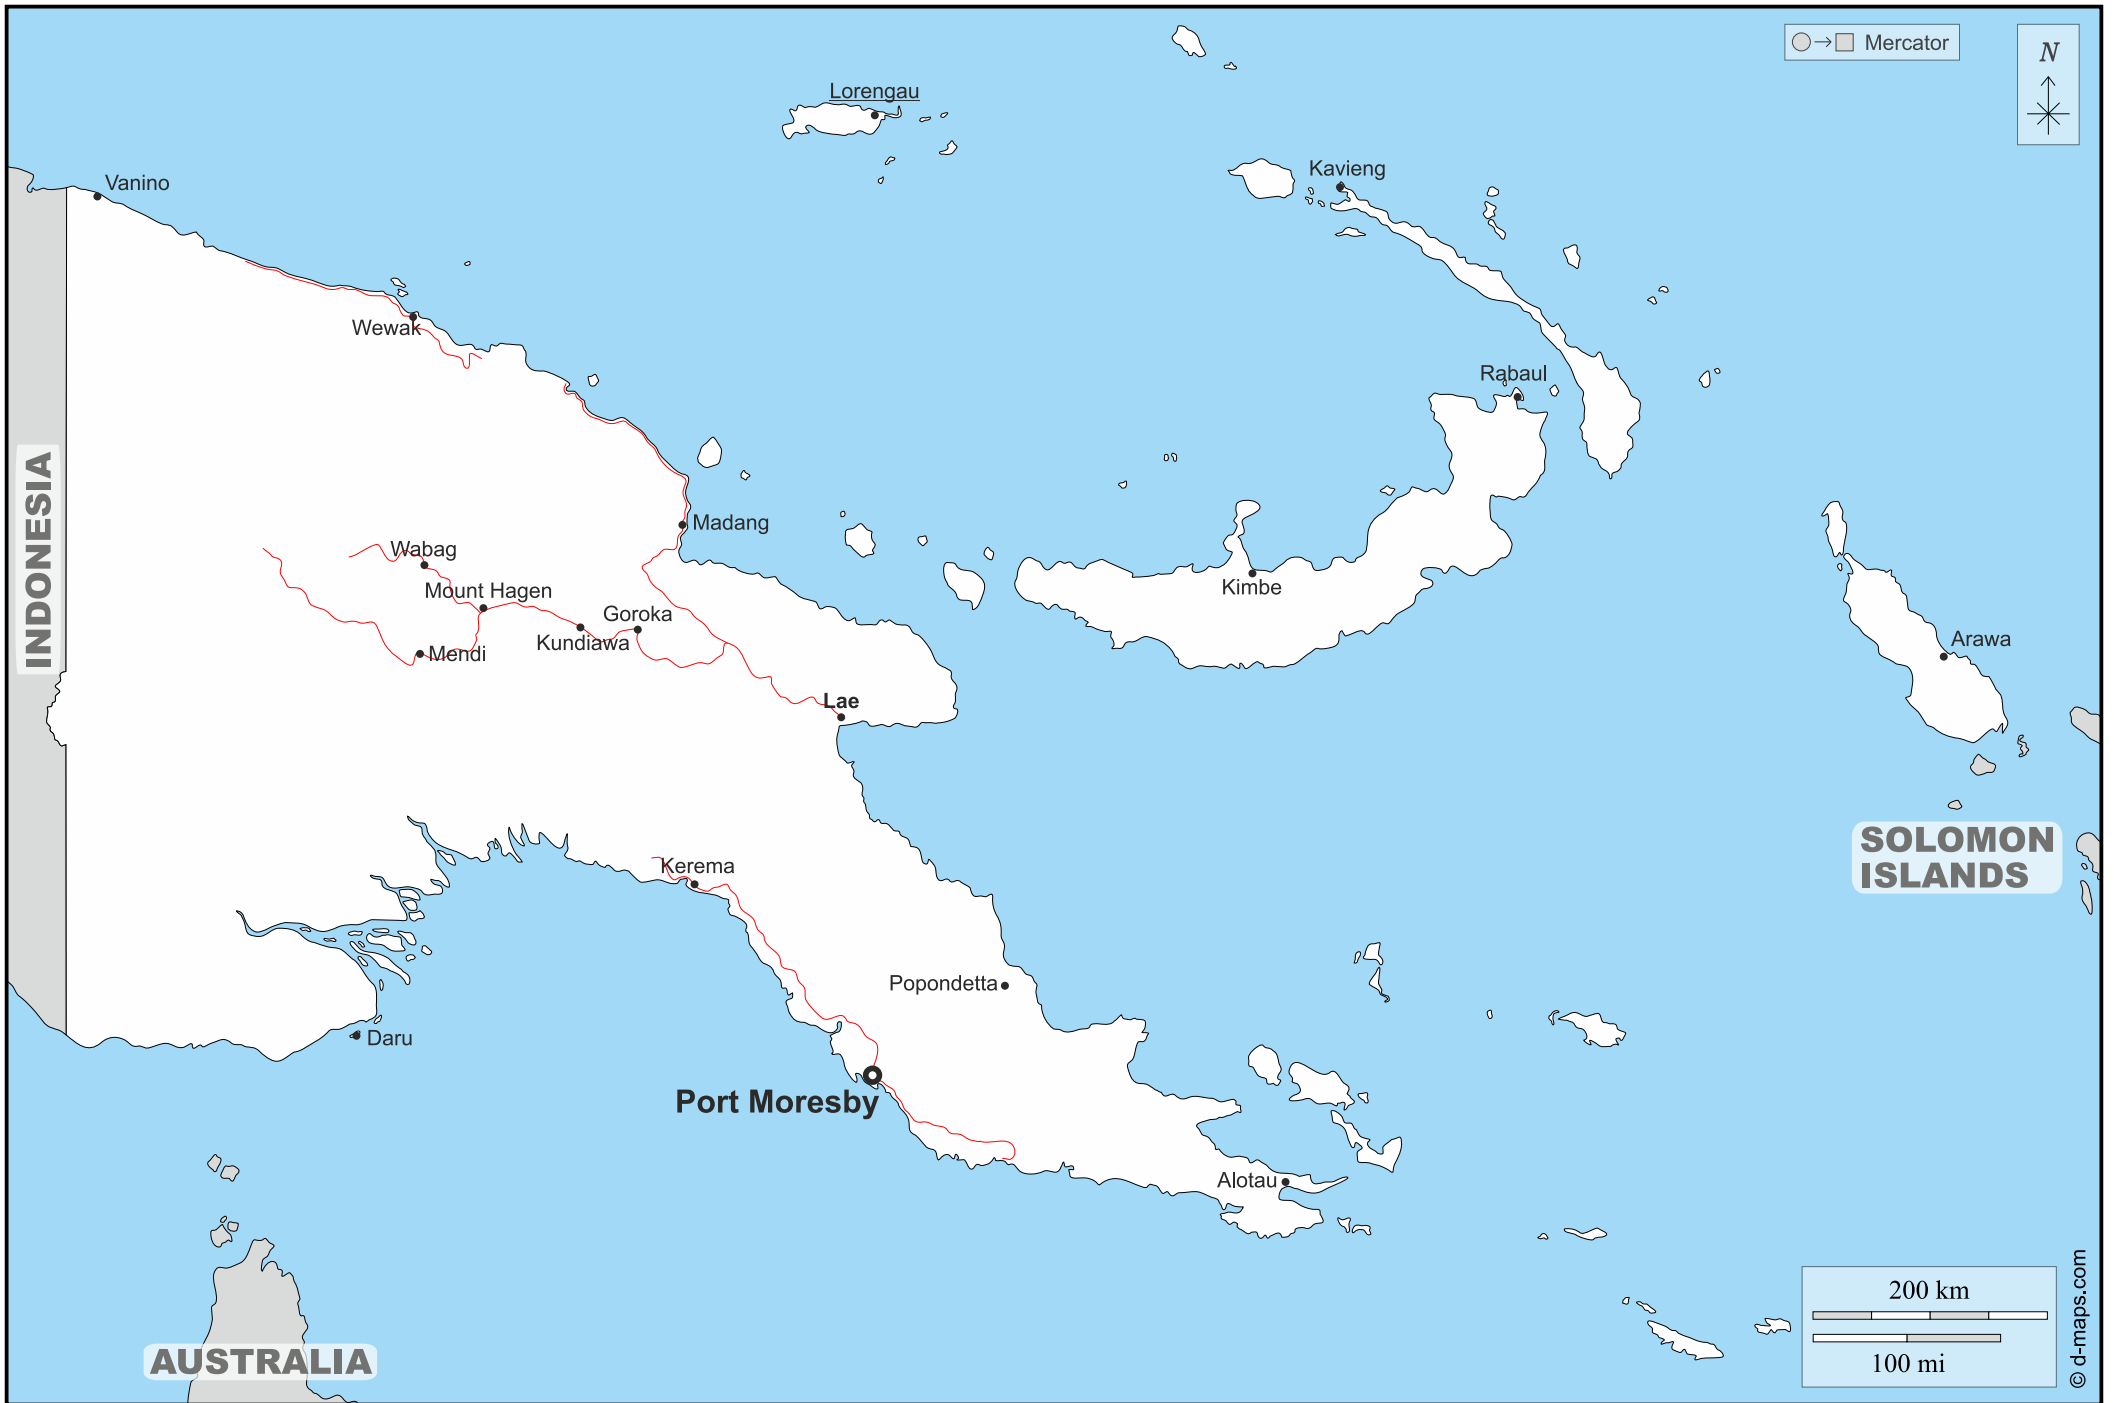 Mercator
N
Lorengau
Kavieng
Vanino
Wewak
Rabaul
Madang
Wabag
Mount Hagen
Kimbe
Goroka
Kundiawa
Mendi
Arawa
Lae
INDONESIA
SOLOMON
ISLANDS
Kerema
Popondetta
Daru
Port Moresby
Alotau
AUSTRALIA
200 km
100 mi
© d-maps.com